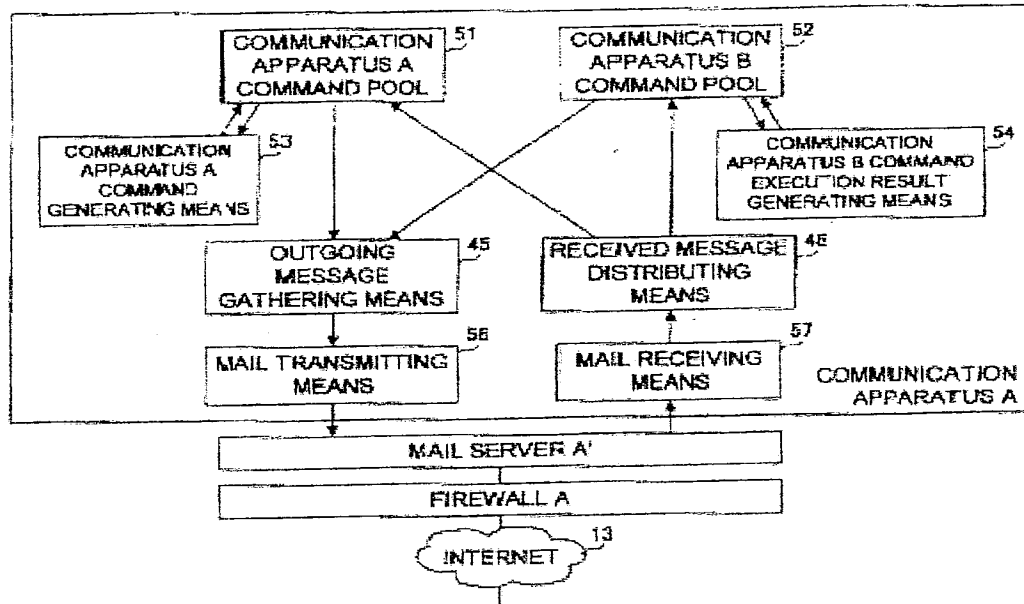 COMMUNICATION
APPARATUS A
COMMAND POOL
51
COMMUNICATION
APPARATUS B
COMMAND POOL
52
COMMUNICATION
APPARATUS A
COMMAND
GENERATING MEANS
53
COMMUNICATION
APPARATUS B COMMAND
EXECUTION RESULT
GENERATING MEANS
54
OUTGOING
MESSAGE
GATHERING MEANS
45
RECEIVED MESSAGE
DISTRIBUTING
MEANS
46
MAIL TRANSMITTING
MEANS
56
MAIL RECEIVING
MEANS
57
COMMUNICATION
APPARATUS A
MAIL SERVER A'
FIREWALL A
INTERNET
13